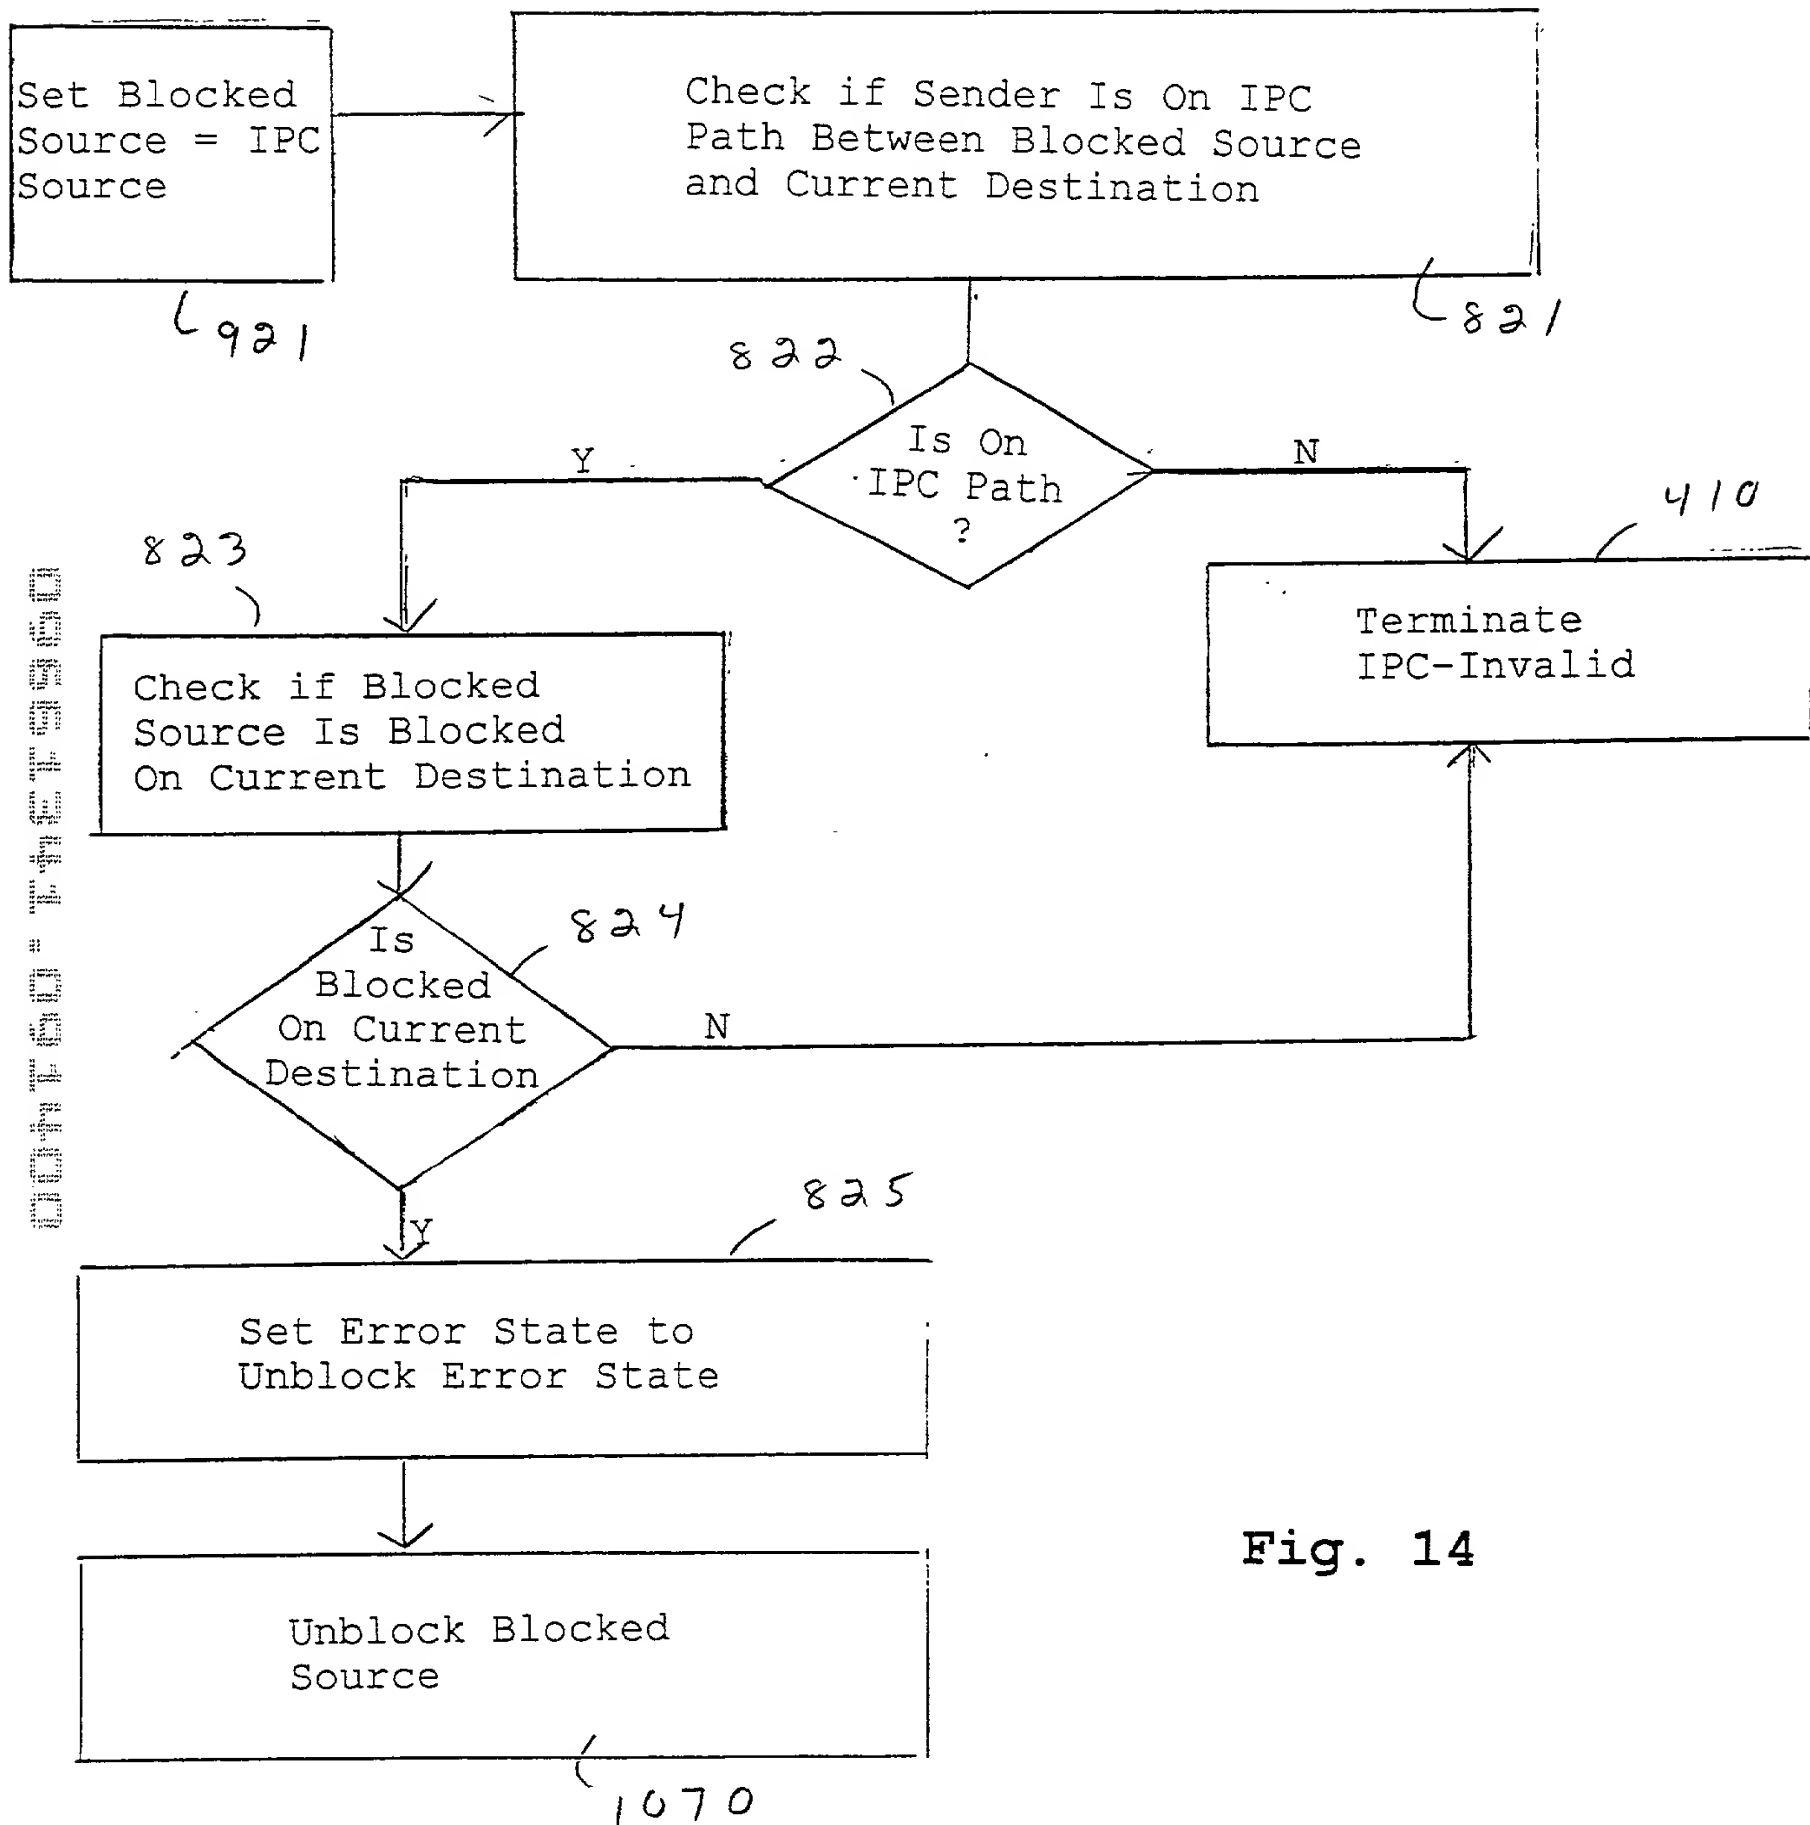 Set Blocked
Source = IPC
Source
921
Check if Sender Is On IPC
Path Between Blocked Source
and Current Destination
821
822
Is On
IPC Path
?
Y
N
410
Terminate
IPC-Invalid
823
Check if Blocked
Source Is Blocked
On Current Destination
824
Is
Blocked
On Current
Destination
N
Y
825
Set Error State to
Unblock Error State
Unblock Blocked
Source
1070
Fig. 14